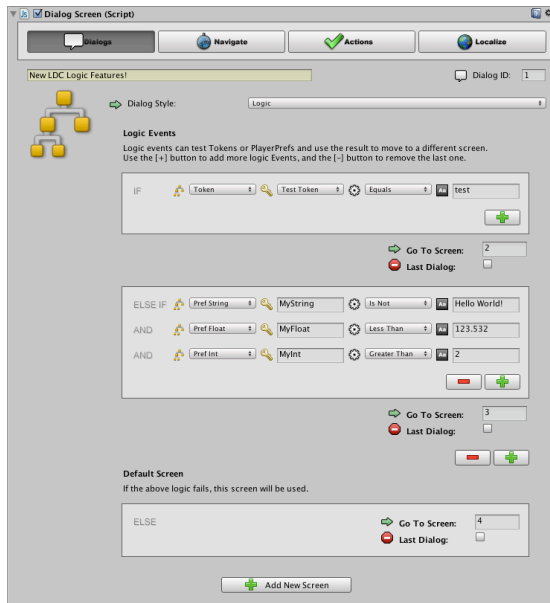 Dialog Screen (Script)
Dialogs Navigate Actions Localize
New LDC Logic Features! Dialog ID: 1
Dialog Style: Logic
Logic Events
Logic events can test Tokens or PlayerPrefs and use the result to move to a different screen.
Use the [+] button to add more logic Events, and the [-] button to remove the last one.
IF Token Test Token Equals Aa test
Go To Screen: 2
Last Dialog:
ELSE IF Pref String MyString Is Not Aa Hello World!
AND Pref Float MyFloat Less Than Aa 123.532
AND Pref Int MyInt Greater Than Aa 2
Go To Screen: 3
Last Dialog:
Default Screen
If the above logic fails, this screen will be used.
ELSE Go To Screen: 4
Last Dialog:
Add New Screen